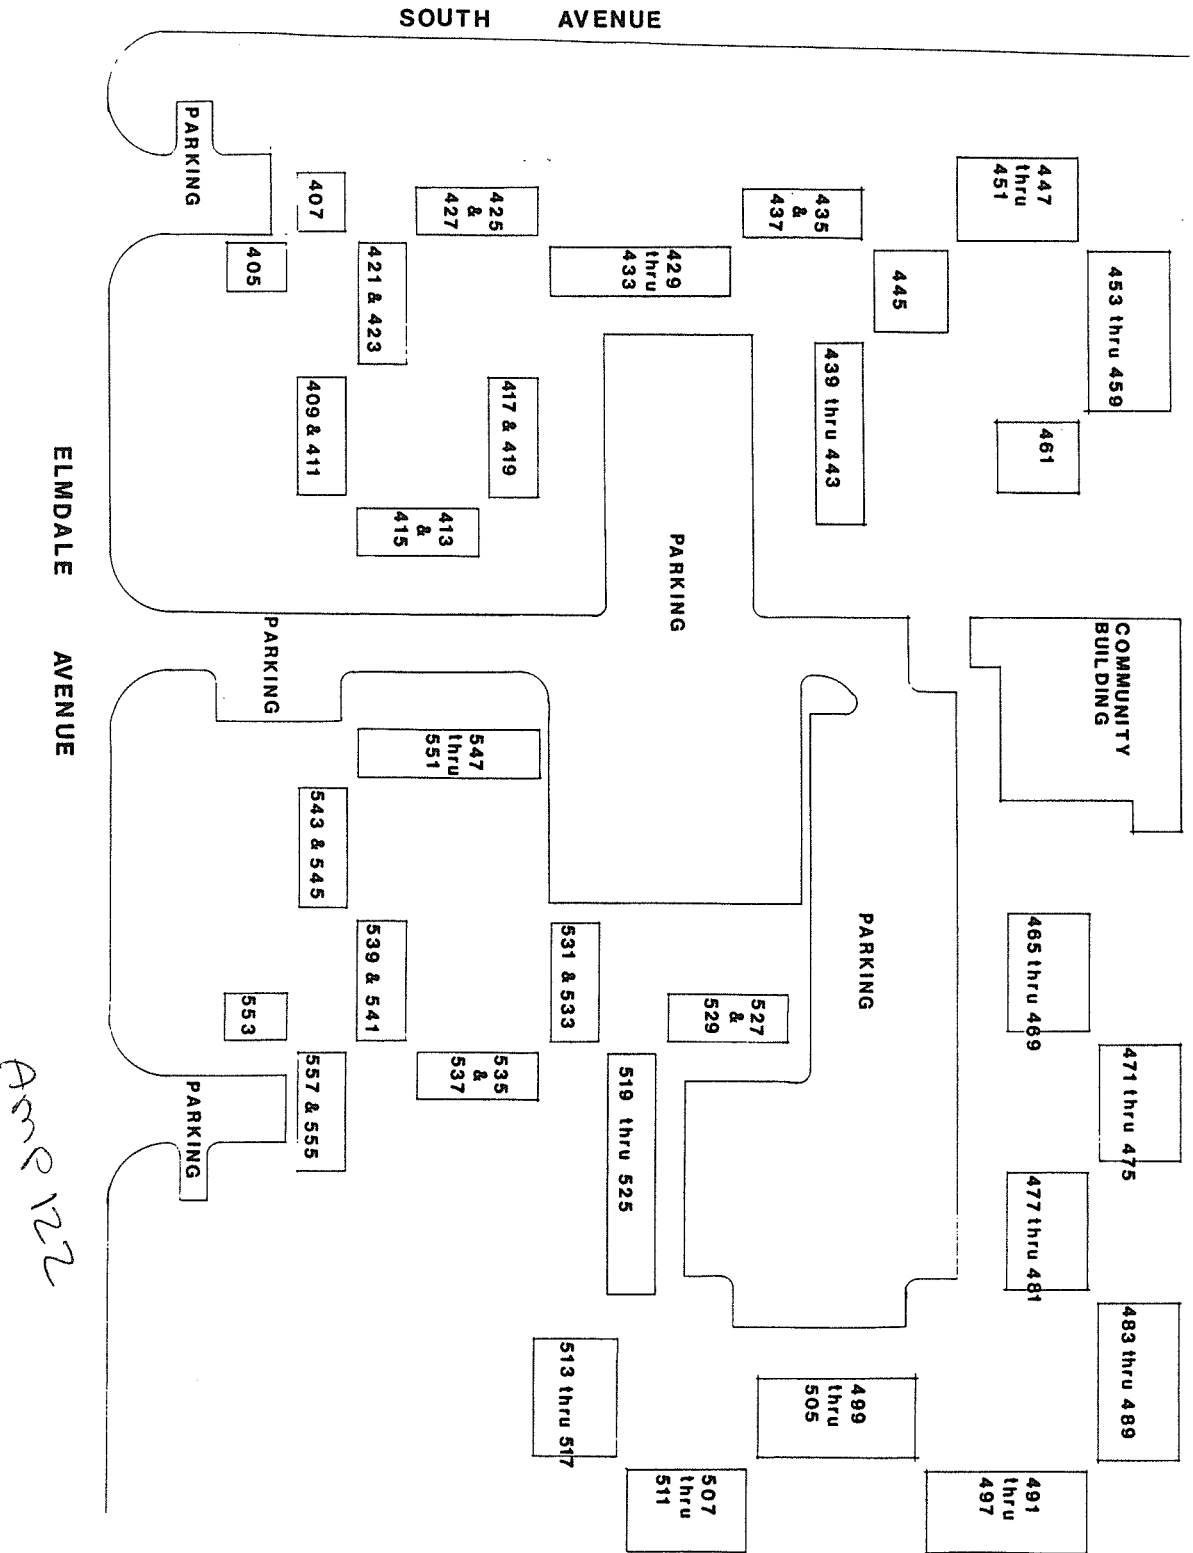 SOUTH AVENUE
PARKING
407
405
425
&
427
421 & 423
409 & 411
417 & 419
413
&
415
429
thru
433
435
&
437
445
439 thru 443
447
thru
451
453 thru 459
461
ELMDALE AVENUE
PARKING
PARKING
COMMUNITY
BUILDING
547
thru
551
543 & 545
539 & 541
553
557 & 555
PARKING
535
&
537
531 & 533
527
&
529
519 thru 525
PARKING
465 thru 469
471 thru 475
477 thru 481
483 thru 489
513 thru 517
499
thru
505
507
thru
511
491
thru
497
Amp 122